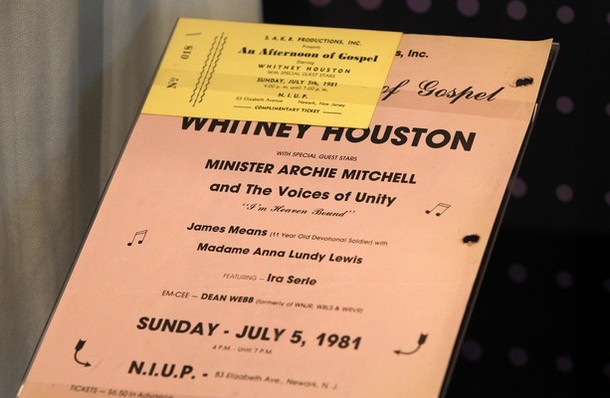 S. A. K. B. PRODUCTIONS, INC.
Presents
An Afternoon of Gospel
Starring
WHITNEY HOUSTON
With SPECIAL GUEST STARS
SUNDAY, JULY 5th, 1981
4:00 p. m. until 7:00 p. m.
N. I. U. P.
83 Elizabeth Avenue Newark, New Jersey
COMPLIMENTARY TICKET
No 018
Inc.
of Gospel
WHITNEY HOUSTON
WITH SPECIAL GUEST STARS
MINISTER ARCHIE MITCHELL
and The Voices of Unity
"I'm Heaven Bound"
James Means (11 Year Old Devotional Soldier) with
Madame Anna Lundy Lewis
FEATURING — Ira Serle
EM-CEE — DEAN WEBB (formerly of WNJR, WBLS & WRVR)
SUNDAY - JULY 5, 1981
4 P.M. - Until 7 P.M.
N.I.U.P. - 83 Elizabeth Ave., Newark, N. J.
TICKETS — $6.50 In Advance